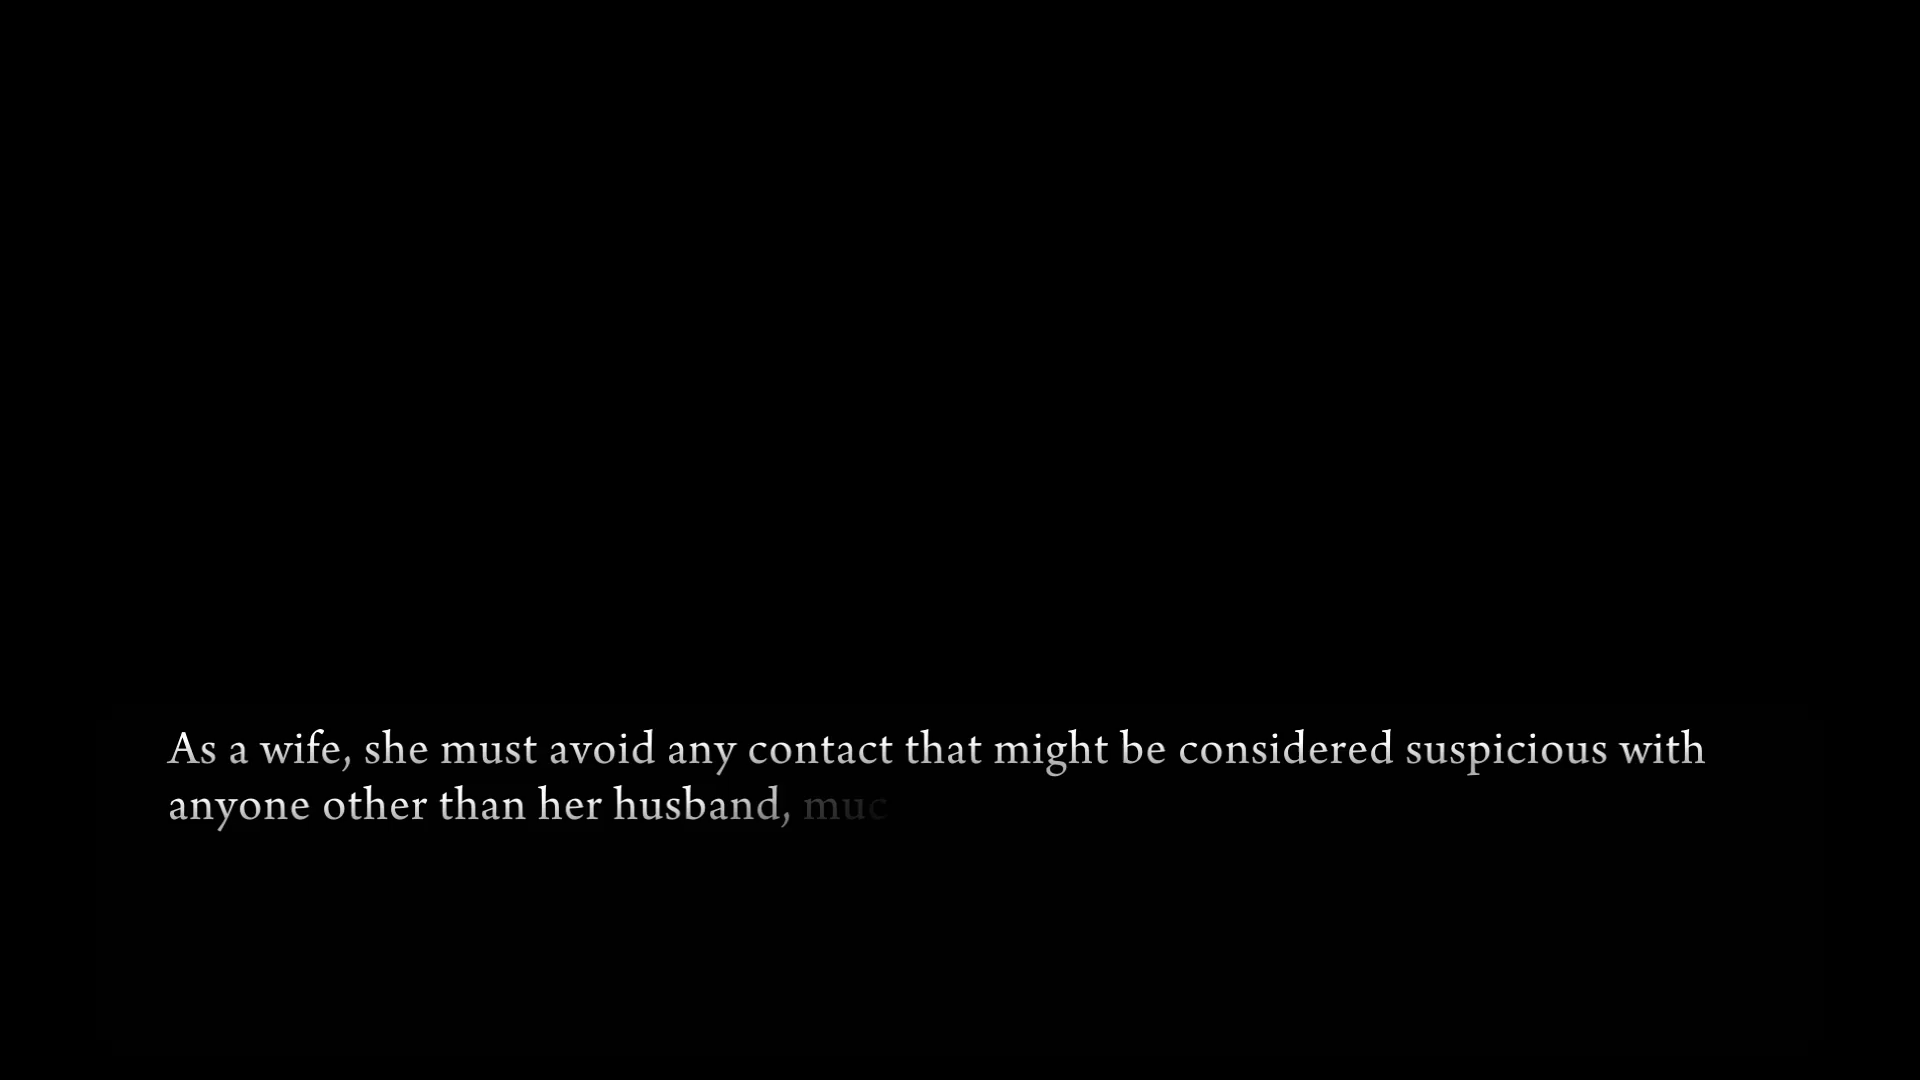 As a wife, she must avoid any contact that might be considered suspicious with
anyone other than her husband, muc